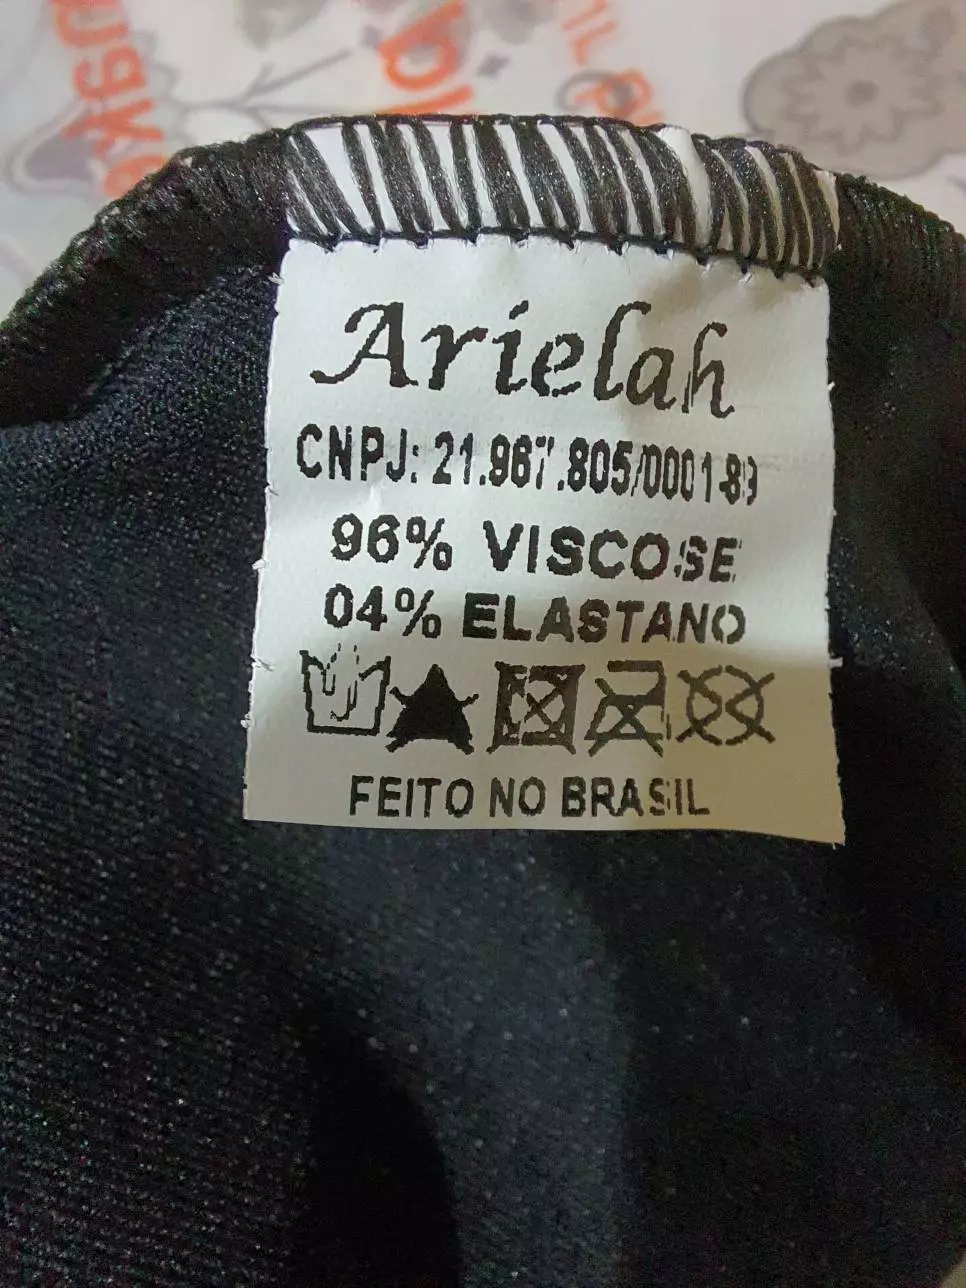 Arielah
CNPJ: 21.967.805/0001-89
96% VISCOSE
04% ELASTANO
FEITO NO BRASIL